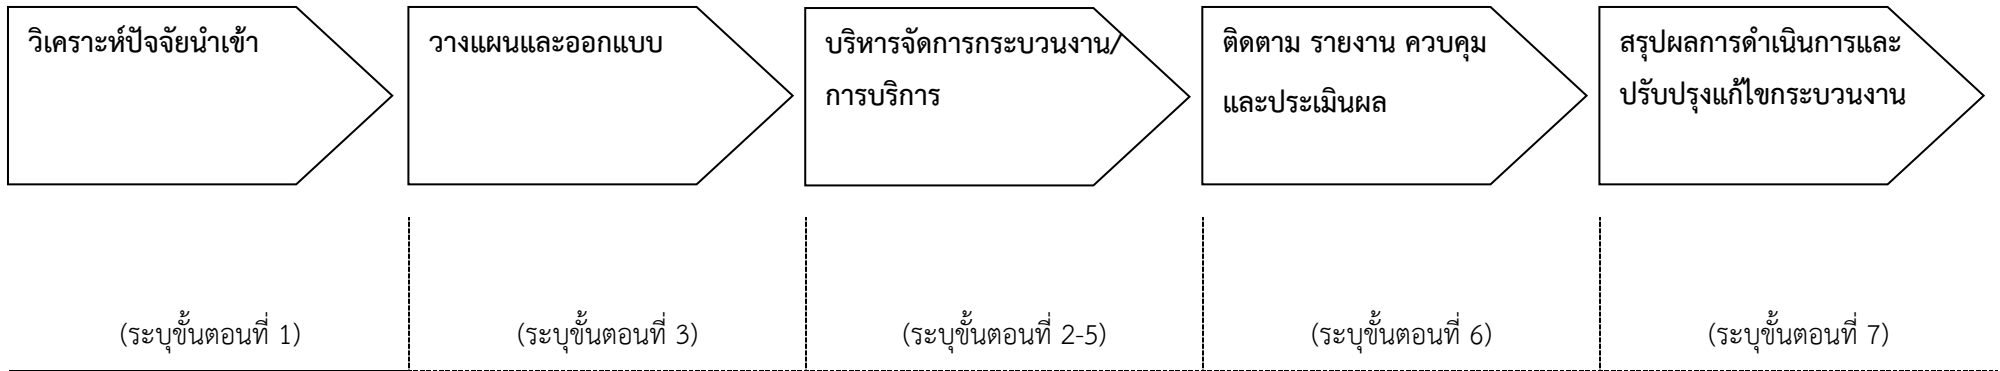 วิเคราะห์ปัจจัยนำเข้า
วางแผนและออกแบบ
บริหารจัดการกระบวนงาน/
การบริการ
ติดตาม รายงาน ควบคุม
และประเมินผล
สรุปผลการดำเนินการและ
ปรับปรุงแก้ไขกระบวนงาน
(ระบุขั้นตอนที่ 1)
(ระบุขั้นตอนที่ 3)
(ระบุขั้นตอนที่ 2-5)
(ระบุขั้นตอนที่ 6)
(ระบุขั้นตอนที่ 7)